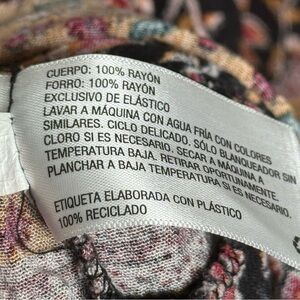 CUERPO: 100% RAYÓN
FORRO: 100% RAYÓN
EXCLUSIVO DE ELÁSTICO
LAVAR A MÁQUINA CON AGUA FRÍA CON COLORES
SIMILARES. CICLO DELICADO. SÓLO BLANQUEADOR SIN
CLORO SI ES NECESARIO. SECAR A MÁQUINA A
TEMPERATURA BAJA. RETIRAR OPORTUNAMENTE
PLANCHAR A BAJA TEMPERATURA SI ES NECESARIO.
ETIQUETA ELABORADA CON PLÁSTICO
100% RECICLADO